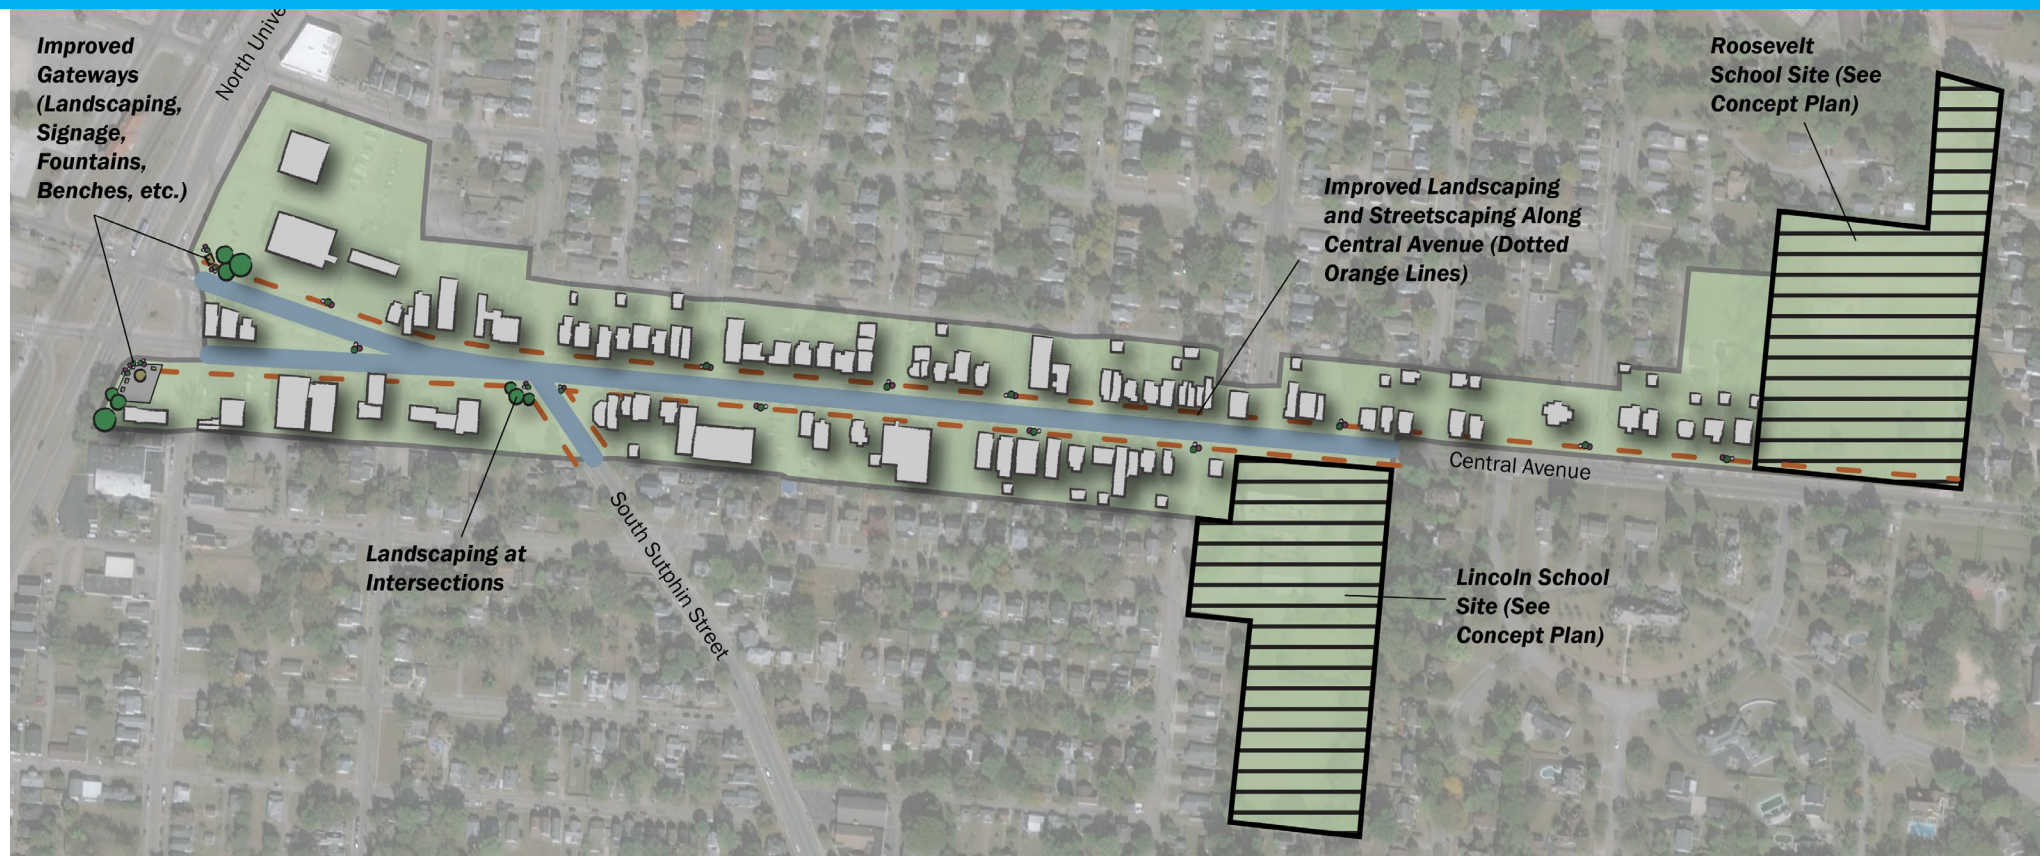 Improved
Gateways
(Landscaping,
Signage,
Fountains,
Benches, etc.)
North
Roosevelt
School Site (See
Concept Plan)
Improved Landscaping
and Streetscaping Along
Central Avenue (Dotted
Orange Lines)
Central Avenue
Landscaping at
Intersections
South Sutphin Street
Lincoln School
Site (See
Concept Plan)